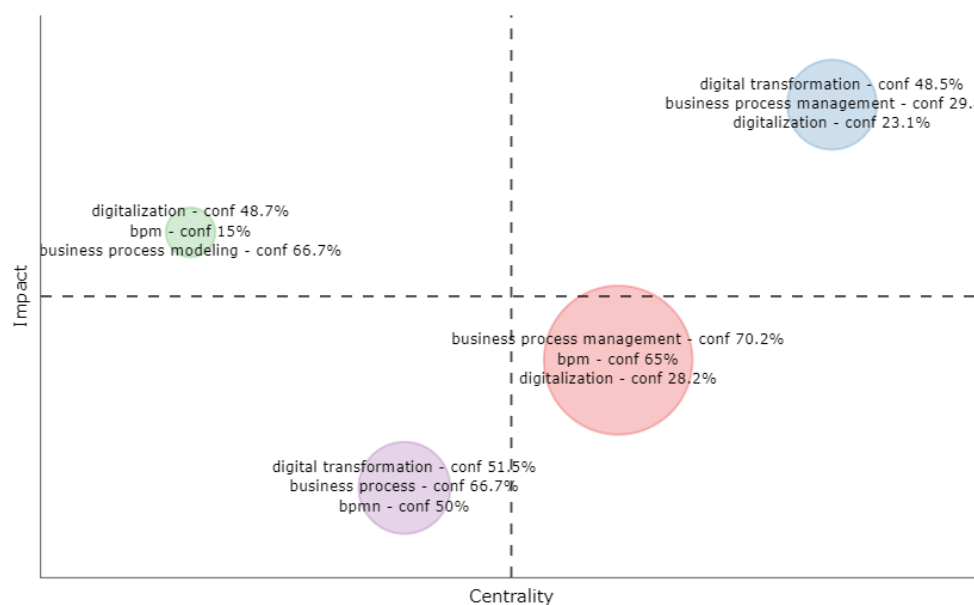 digital transformation - conf 48.5%
business process management - conf 29.
digitalization - conf 23.1%
digitalization - conf 48.7%
bpm - conf 15%
business process modeling - conf 66.7%
Impact
business process management - conf 70.2%
bpm - conf 65%
digitalization - conf 28.2%
digital transformation - conf 51.5%
business process - conf 66.7%
bpmn - conf 50%
Centrality